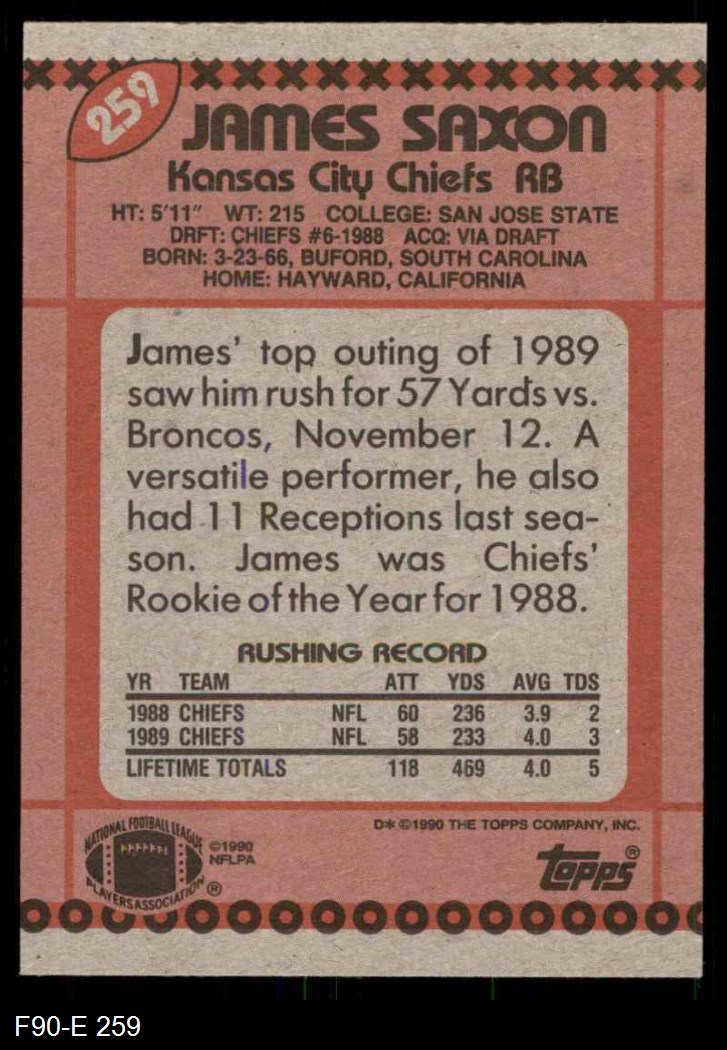 259
JAMES SAXON
Kansas City Chiefs RB
HT: 5'11" WT: 215 COLLEGE: SAN JOSE STATE
DRFT: CHIEFS #6-1988 ACQ: VIA DRAFT
BORN: 3-23-66, BUFORD, SOUTH CAROLINA
HOME: HAYWARD, CALIFORNIA
James' top outing of 1989
saw him rush for 57 Yards vs.
Broncos, November 12. A
versatile performer, he also
had 11 Receptions last sea-
son. James was Chiefs'
Rookie of the Year for 1988.
RUSHING RECORD
YR TEAM ATT YDS AVG TDS
1988 CHIEFS NFL 60 236 3.9 2
1989 CHIEFS NFL 58 233 4.0 3
LIFETIME TOTALS 118 469 4.0 5
D* ©1990 THE TOPPS COMPANY, INC.
NATIONAL FOOTBALL LEAGUE
PLAYERS ASSOCIATION ®
©1990
NFLPA
topps®
F90-E 259